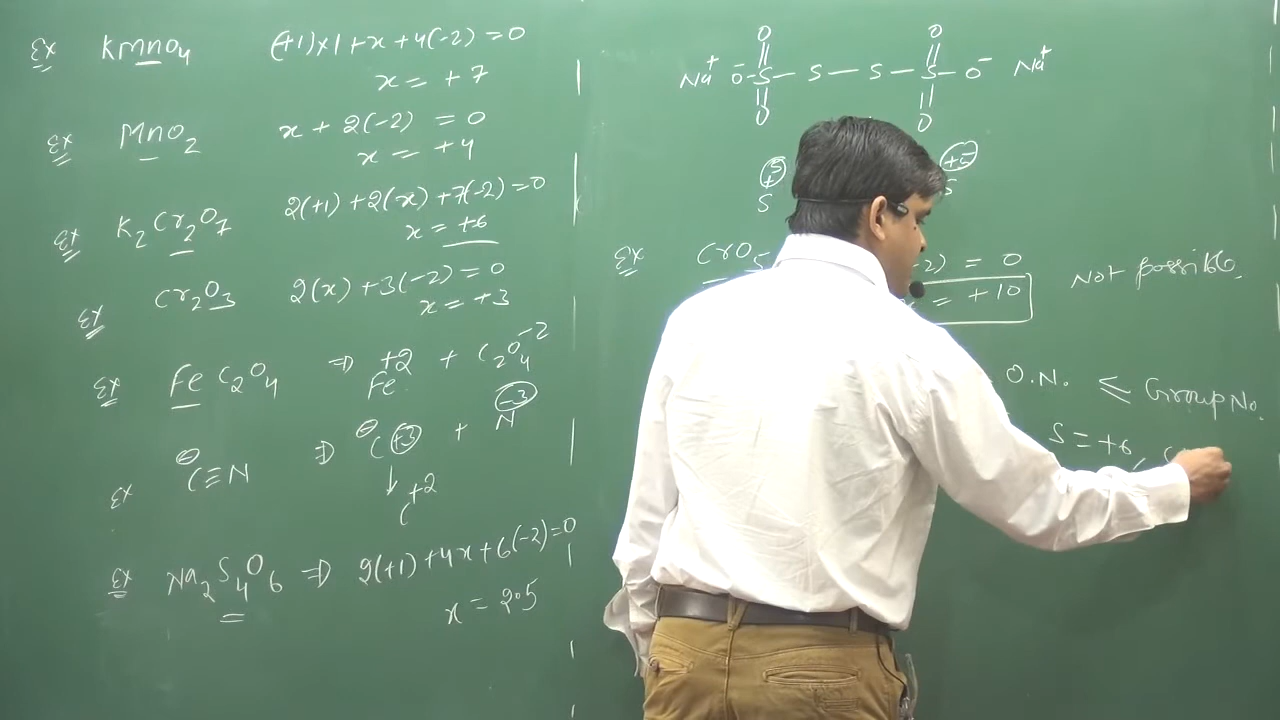 Ex KMnO₄ (+1)×1+x+4(-2)=0
x = +7
Ex MnO₂ x + 2(-2) = 0
x = +4
Ex K₂Cr₂O₇ 2(+1)+2(x)+7(-2)=0
x = +6
Ex Cr₂O₃ 2(x)+3(-2)=0
x = +3
Ex FeC₂O₄ ⇒ +2 Fe + C₂O₄⁻²
Ex ⊖C≡N ⇒ ⊖C +3 + N -3
↓
C +2
Ex Na₂S₄O₆ ⇒ 2(+1)+4x+6(-2)=0
x = 2.5
O O
Na⁺ O⁻-S-S-S-S-O⁻ Na⁺
O O
+5 +5
S S
Ex CrO₅ 2) = 0 Not possible.
= +10
O.N. ≤ Group No.
S = +6,